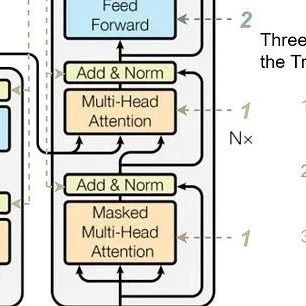 Feed
Forward
2
Three
the Tr
Add & Norm
Multi-Head
Attention
1
N×
Add & Norm
Masked
Multi-Head
Attention
1